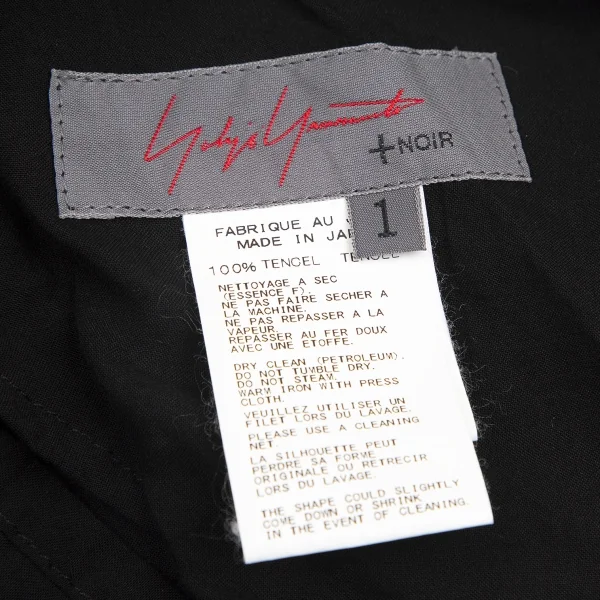 Yohji Yamamoto
+NOIR
1
FABRIQUE AU
MADE IN JAP
100% TENCEL TENCEL
NETTOYAGE A SEC
(ESSENCE F).
NE PAS FAIRE SECHER A
LA MACHINE.
NE PAS REPASSER A LA
VAPEUR.
REPASSER AU FER DOUX
AVEC UNE ETOFFE.
DRY CLEAN (PETROLEUM).
DO NOT TUMBLE DRY.
DO NOT STEAM.
WARM IRON WITH PRESS
CLOTH.
VEUILLEZ UTILISER UN
FILET LORS DU LAVAGE.
PLEASE USE A CLEANING
NET.
LA SILHOUETTE PEUT
PERDRE SA FORME
ORIGINALE OU RETRECIR
LORS DU LAVAGE.
THE SHAPE COULD SLIGHTLY
COME DOWN OR SHRINK
IN THE EVENT OF CLEANING.